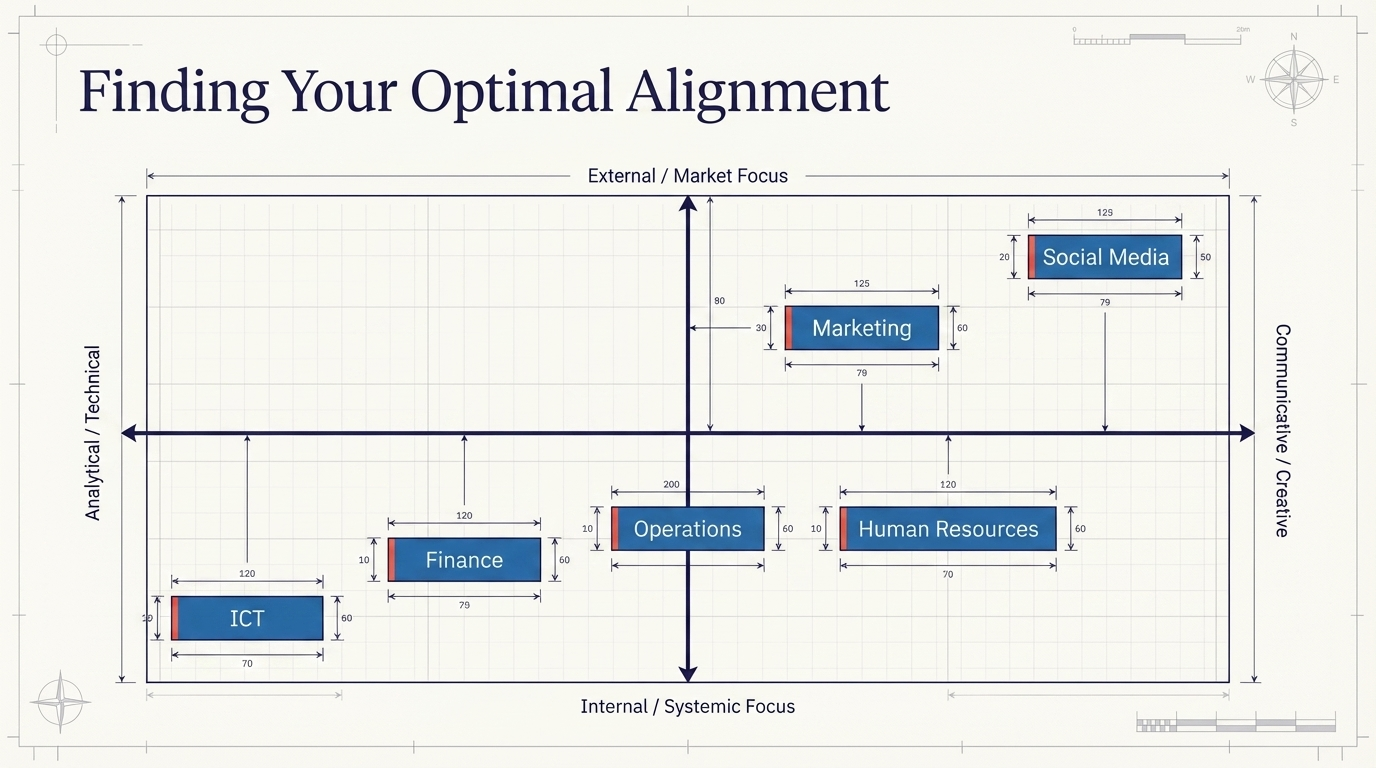 Finding Your Optimal Alignment
0 26m
N
W E
S
External / Market Focus
125
20 Social Media 50
79
125
80
30 Marketing 60
79
Analytical / Technical
Communicative / Creative
200
10 Operations 60
120
10 Human Resources 60
70
120
10 Finance 60
79
120
ICT 60
70
Internal / Systemic Focus